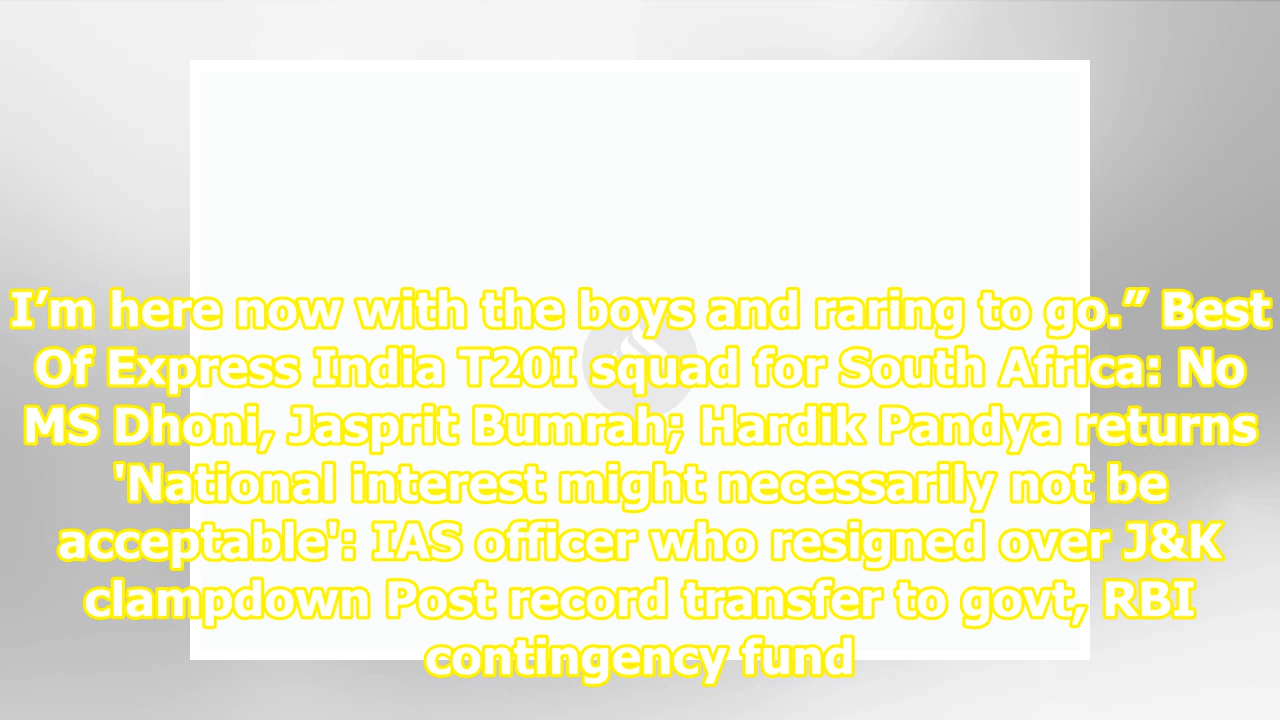 I’m here now with the boys and raring to go.” Best
Of Express India T20I squad for South Africa: No
MS Dhoni, Jasprit Bumrah; Hardik Pandya returns
'National interest might necessarily not be
acceptable': IAS officer who resigned over J&K
clampdown Post record transfer to govt, RBI
contingency fund